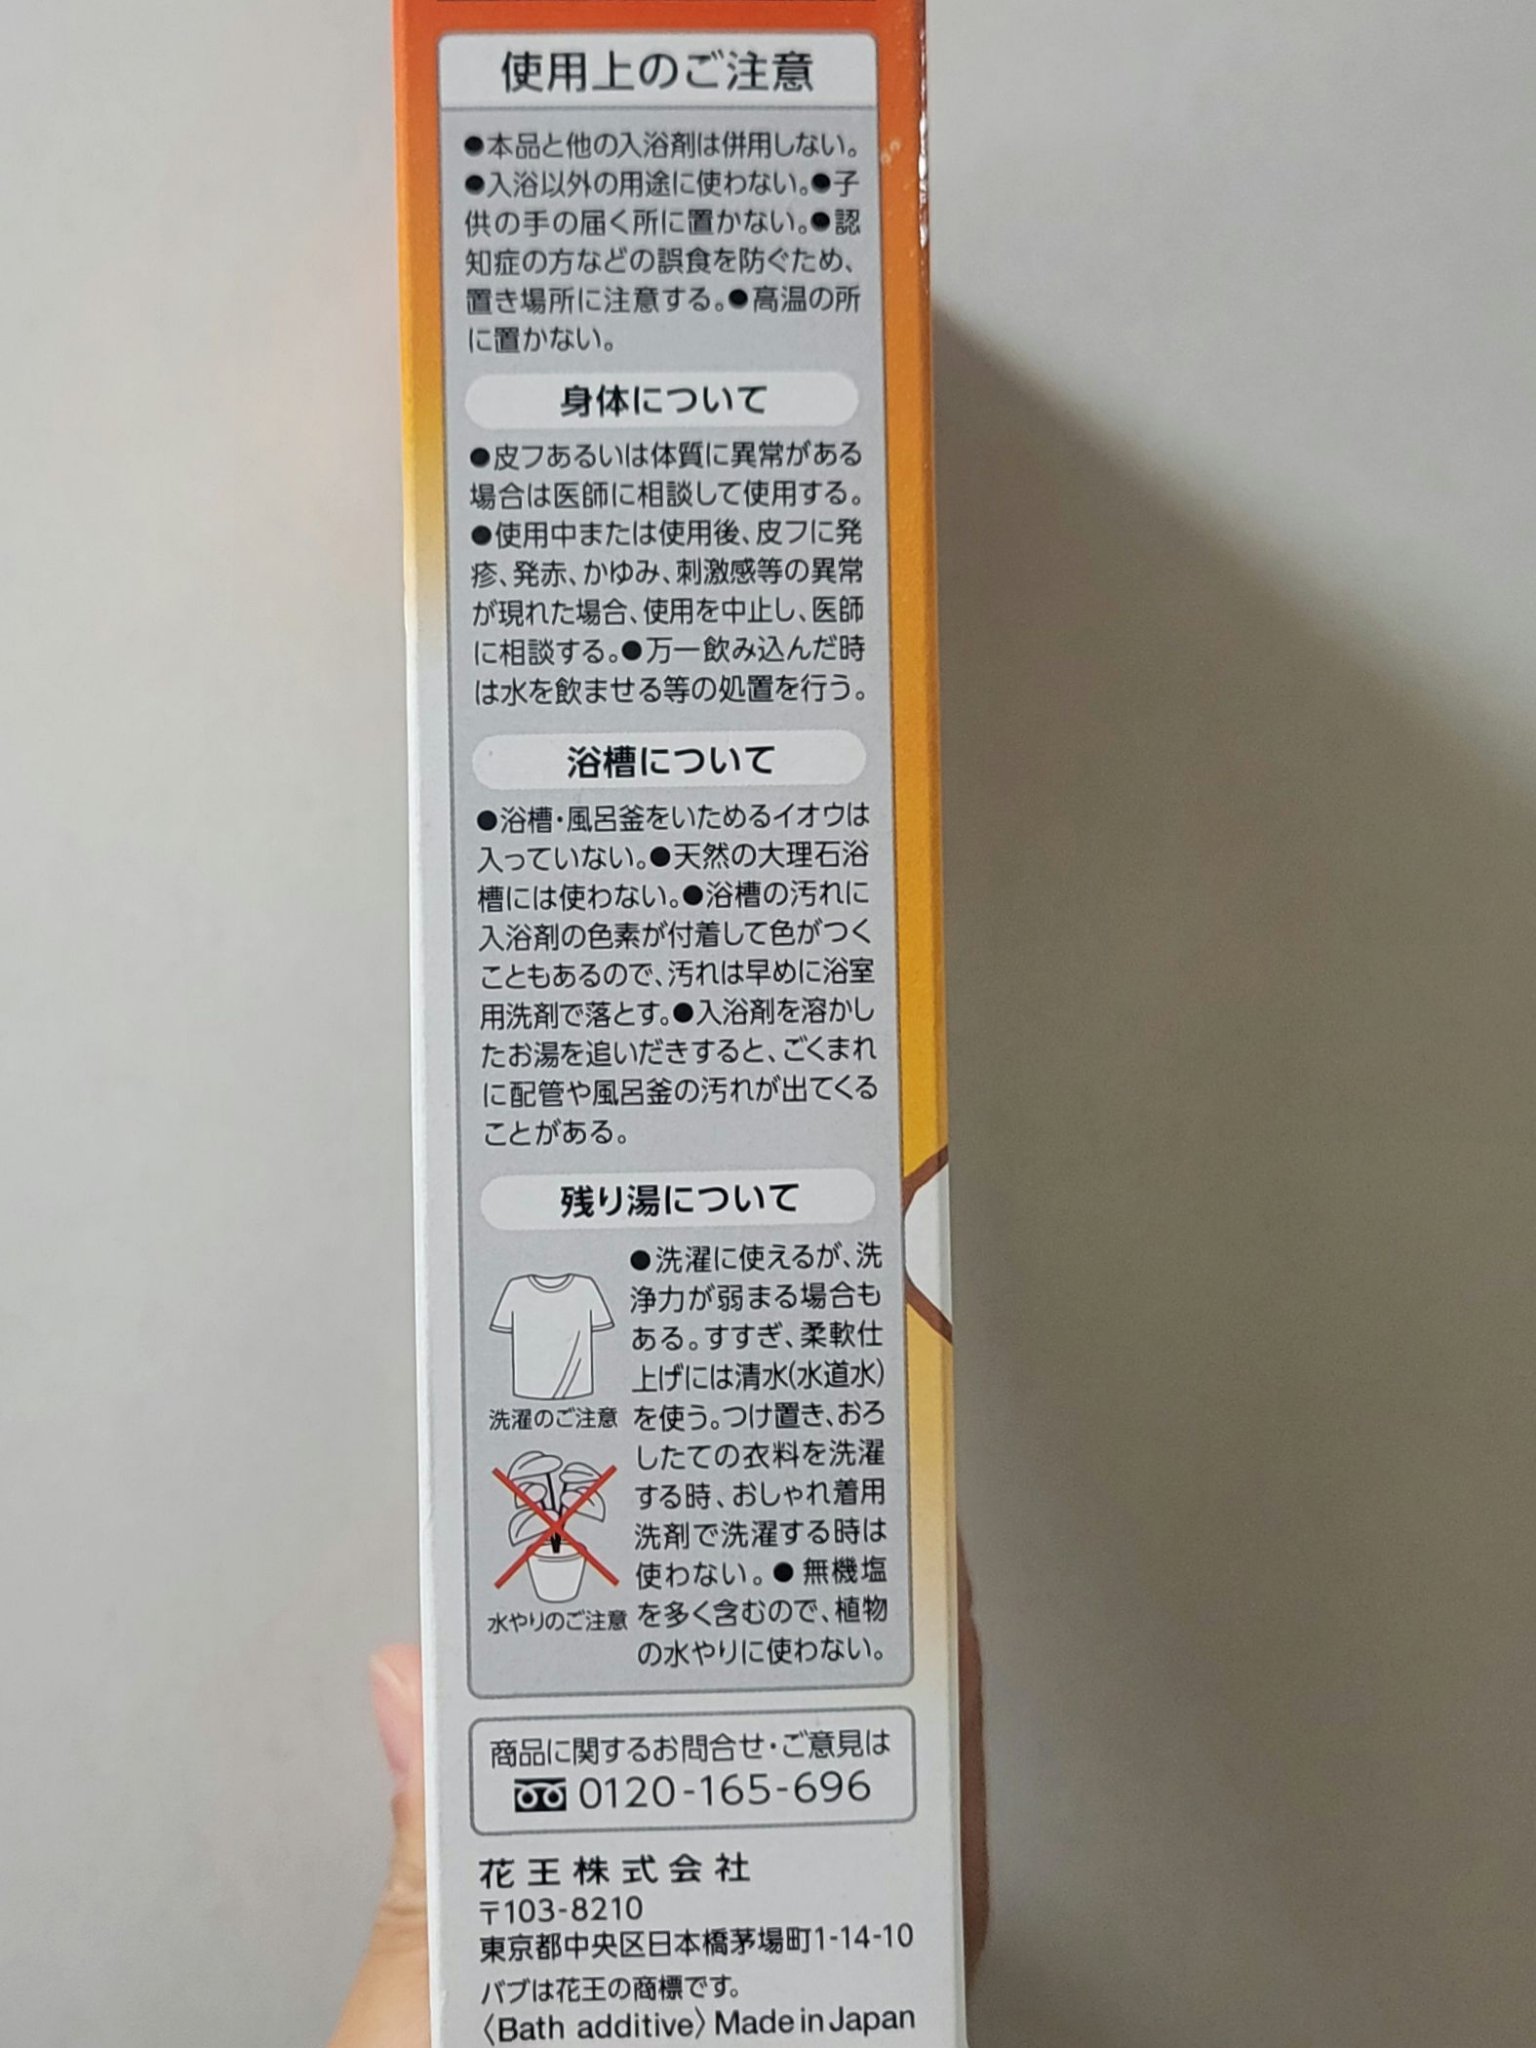 使用上のご注意
●本品と他の入浴剤は併用しない。
●入浴以外の用途に使わない。●子
供の手の届く所に置かない。●認
知症の方などの誤食を防ぐため、
置き場所に注意する。●高温の所
に置かない。
身体について
●皮フあるいは体質に異常がある
場合は医師に相談して使用する。
●使用中または使用後、皮フに発
疹、発赤、かゆみ、刺激感等の異常
が現れた場合、使用を中止し、医師
に相談する。●万一飲み込んだ時
は水を飲ませる等の処置を行う。
浴槽について
●浴槽・風呂釜をいためるイオウは
入っていない。●天然の大理石浴
槽には使わない。●浴槽の汚れに
入浴剤の色素が付着して色がつく
こともあるので、汚れは早めに浴室
用洗剤で落とす。●入浴剤を溶かし
たお湯を追いだきすると、ごくまれ
に配管や風呂釜の汚れが出てくる
ことがある。
残り湯について
●洗濯に使えるが、洗
浄力が弱まる場合も
ある。すすぎ、柔軟仕
上げには清水(水道水)
を使う。つけ置き、おろ
したての衣料を洗濯
する時、おしゃれ着用
洗剤で洗濯する時は
使わない。●無機塩
を多く含むので、植物
の水やりに使わない。
洗濯のご注意
水やりのご注意
商品に関するお問合せ・ご意見は
0120-165-696
花王株式会社
〒103-8210
東京都中央区日本橋茅場町1-14-10
バブは花王の商標です。
〈Bath additive〉Made in Japan